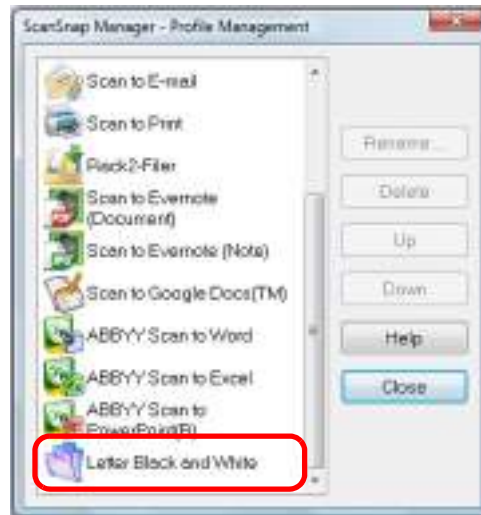 ScanSnap Manager - Profile Management
Scan to E-mail
Scan to Print
Rack2-Filer
Scan to Evernote
(Document)
Scan to Evernote (Note)
Scan to Google Docs(TM)
ABBYY Scan to Word
ABBYY Scan to Excel
ABBYY Scan to
PowerPoint(R)
Letter Black and White
Rename...
Delete
Up
Down
Help
Close